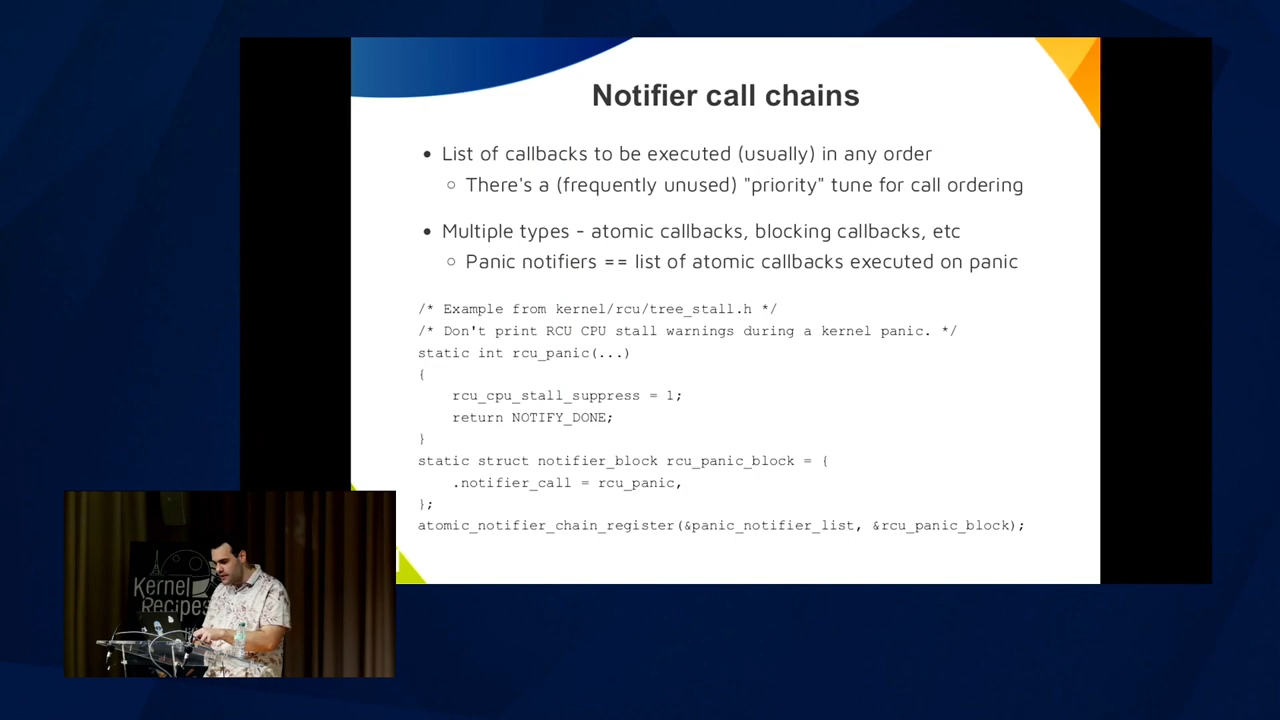 Notifier call chains
• List of callbacks to be executed (usually) in any order
○ There's a (frequently unused) "priority" tune for call ordering
• Multiple types - atomic callbacks, blocking callbacks, etc
○ Panic notifiers == list of atomic callbacks executed on panic
/* Example from kernel/rcu/tree_stall.h */
/* Don't print RCU CPU stall warnings during a kernel panic. */
static int rcu_panic(...)
{
    rcu_cpu_stall_suppress = 1;
    return NOTIFY_DONE;
}
static struct notifier_block rcu_panic_block = {
    .notifier_call = rcu_panic,
};
atomic_notifier_chain_register(&panic_notifier_list, &rcu_panic_block);
Kernel
Recipes